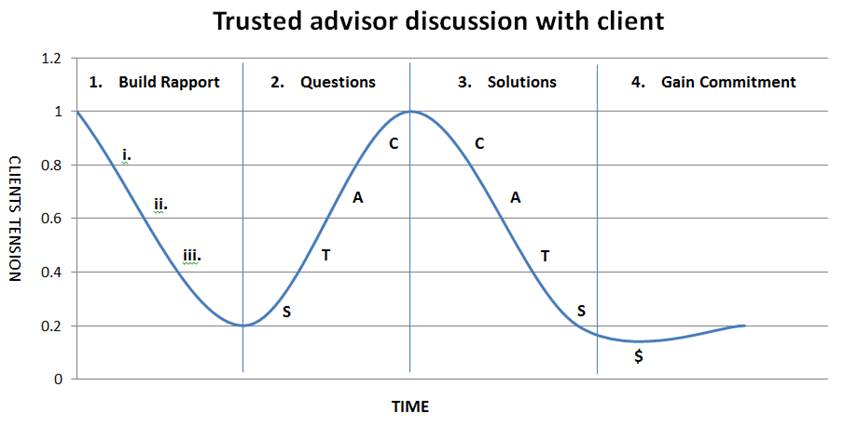 Trusted advisor discussion with client
1.2
1. Build Rapport
2. Questions
3. Solutions
4. Gain Commitment
1
0.8
0.6
0.4
0.2
0
CLIENTS TENSION
i.
ii.
iii.
S
T
A
C
C
A
T
S
$
TIME